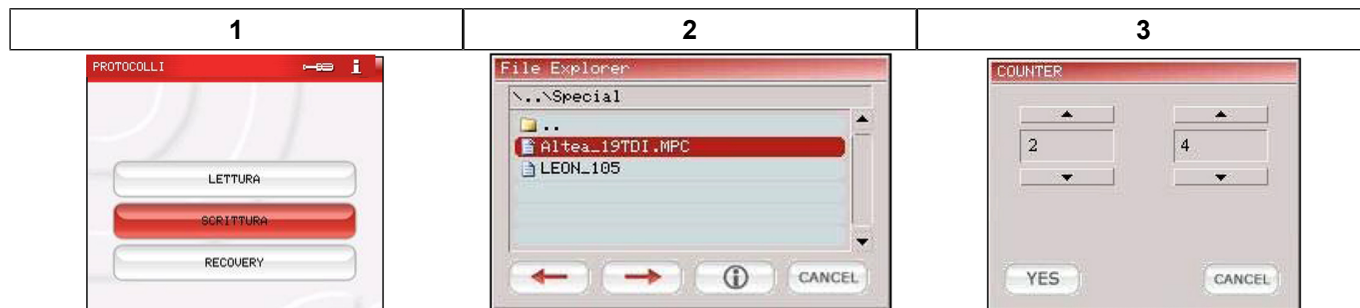 1 2 3
PROTOCOLLI i
LETTURA
SCRITTURA
RECOVERY
File Explorer
\..\Special
..
Altea_19TDI.MPC
LEON_105
CANCEL
COUNTER
2 4
YES CANCEL